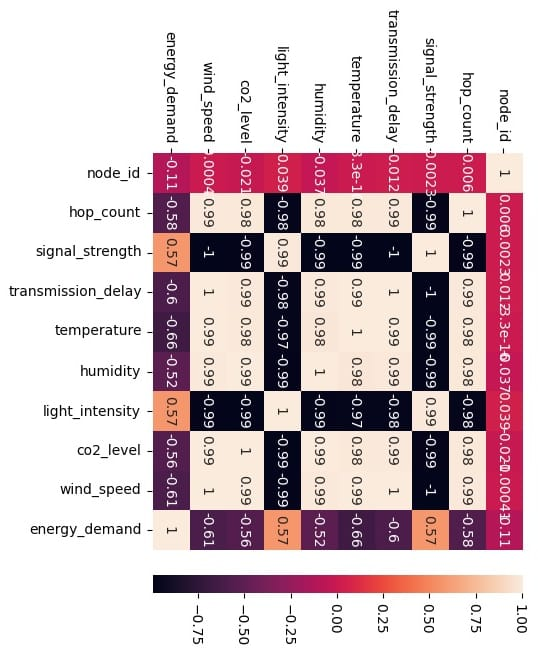 energy_demand
wind_speed
co2_level
light_intensity
humidity
temperature
transmission_delay
signal_strength
hop_count
node_id
node_id -0.11 -0.021 -0.012 1
hop_count -0.58 0.99 0.98 -0.98 0.98 0.98 0.99 -0.99 1
signal_strength 0.57 -1 -0.99 0.99 -0.99 -0.99 -1 1 -0.99
transmission_delay -0.6 1 0.99 -0.98 0.99 0.99 1 -1 0.99
temperature -0.66 0.99 0.98 -0.97 0.98 1 0.99 -0.99 0.98
humidity -0.52 0.99 0.99 -0.99 1 0.98 0.99 -0.99 0.98
light_intensity 0.57 -0.99 -0.99 1 -0.99 -0.97 -0.98 0.99 -0.98
co2_level -0.56 0.99 1 -0.99 0.99 0.98 0.99 -0.99 0.98
wind_speed -0.61 1 0.99 -0.99 0.99 0.99 1 -1 0.99
energy_demand 1 -0.61 -0.56 0.57 -0.52 -0.66 -0.6 0.57 -0.58 -0.11
−0.75 −0.50 −0.25 0.00 0.25 0.50 0.75 1.00